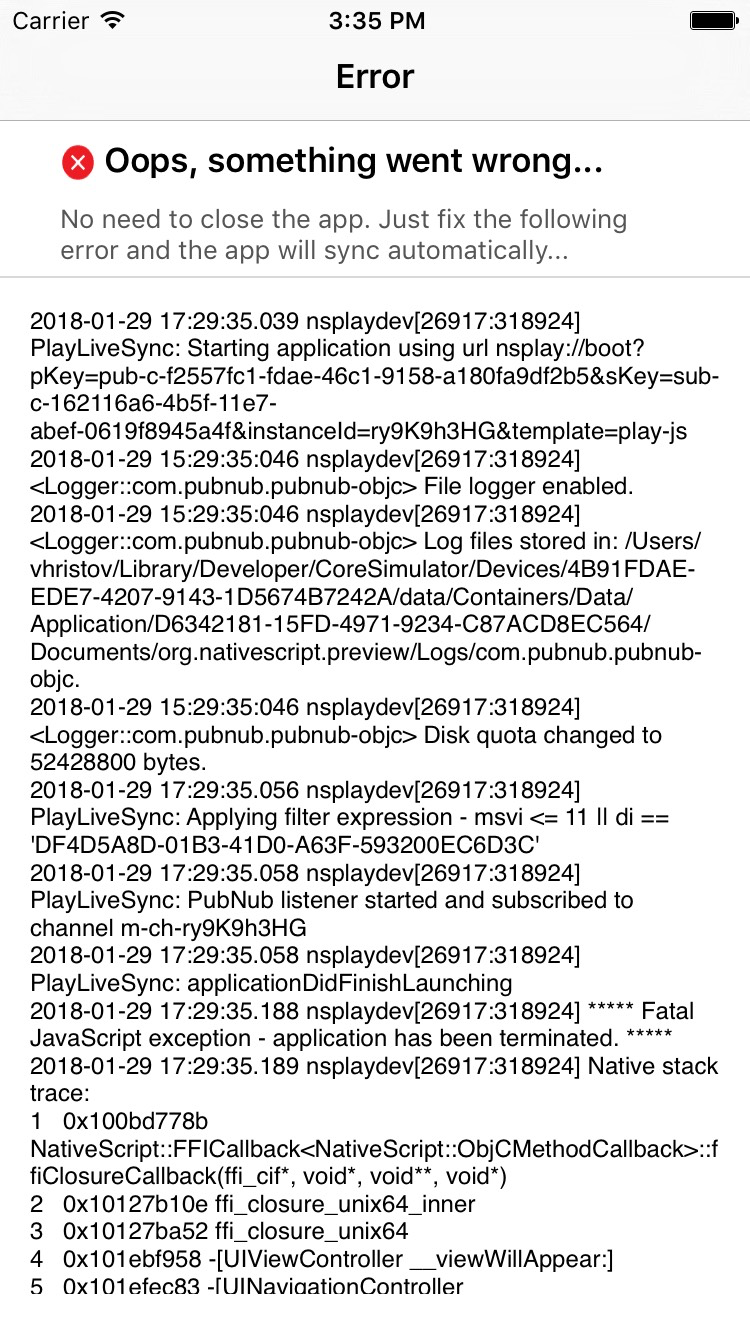 Carrier 3:35 PM
Error
Oops, something went wrong...
No need to close the app. Just fix the following
error and the app will sync automatically...
2018-01-29 17:29:35.039 nsplaydev[26917:318924]
PlayLiveSync: Starting application using url nsplay://boot?
pKey=pub-c-f2557fc1-fdae-46c1-9158-a180fa9df2b5&sKey=sub-
c-162116a6-4b5f-11e7-
abef-0619f8945a4f&instanceId=ry9K9h3HG&template=play-js
2018-01-29 15:29:35:046 nsplaydev[26917:318924]
<Logger::com.pubnub.pubnub-objc> File logger enabled.
2018-01-29 15:29:35:046 nsplaydev[26917:318924]
<Logger::com.pubnub.pubnub-objc> Log files stored in: /Users/
vhristov/Library/Developer/CoreSimulator/Devices/4B91FDAE-
EDE7-4207-9143-1D5674B7242A/data/Containers/Data/
Application/D6342181-15FD-4971-9234-C87ACD8EC564/
Documents/org.nativescript.preview/Logs/com.pubnub.pubnub-
objc.
2018-01-29 15:29:35:046 nsplaydev[26917:318924]
<Logger::com.pubnub.pubnub-objc> Disk quota changed to
52428800 bytes.
2018-01-29 17:29:35.056 nsplaydev[26917:318924]
PlayLiveSync: Applying filter expression - msvi <= 11 || di ==
'DF4D5A8D-01B3-41D0-A63F-593200EC6D3C'
2018-01-29 17:29:35.058 nsplaydev[26917:318924]
PlayLiveSync: PubNub listener started and subscribed to
channel m-ch-ry9K9h3HG
2018-01-29 17:29:35.058 nsplaydev[26917:318924]
PlayLiveSync: applicationDidFinishLaunching
2018-01-29 17:29:35.188 nsplaydev[26917:318924] ***** Fatal
JavaScript exception - application has been terminated. *****
2018-01-29 17:29:35.189 nsplaydev[26917:318924] Native stack
trace:
1 0x100bd778b
NativeScript::FFICallback<NativeScript::ObjCMethodCallback>::f
fiClosureCallback(ffi_cif*, void*, void**, void*)
2 0x10127b10e ffi_closure_unix64_inner
3 0x10127ba52 ffi_closure_unix64
4 0x101ebf958 -[UIViewController __viewWillAppear:]
5 0x101efec83 -[UINavigationController